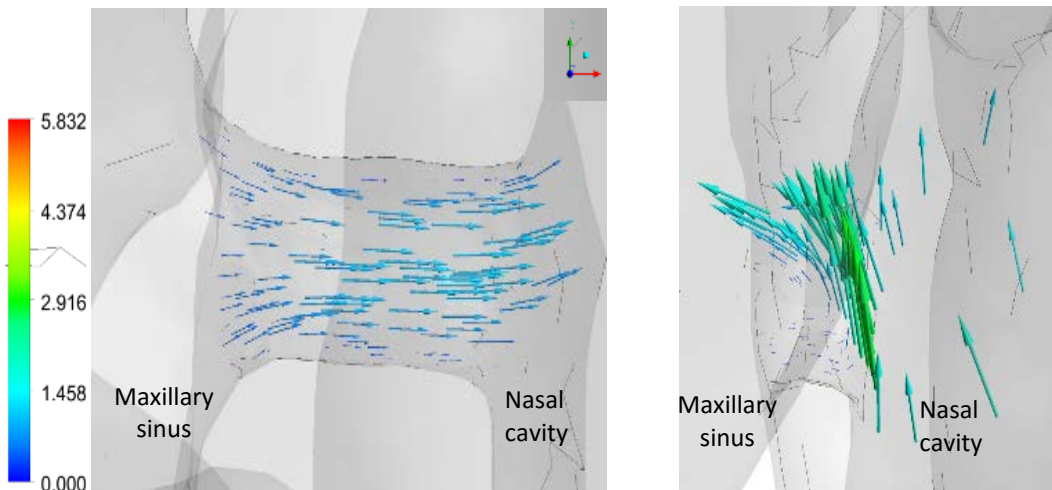 5.832
4.374
2.916
1.458
0.000
Maxillary
sinus
Nasal
cavity
Maxillary
sinus
Nasal
cavity